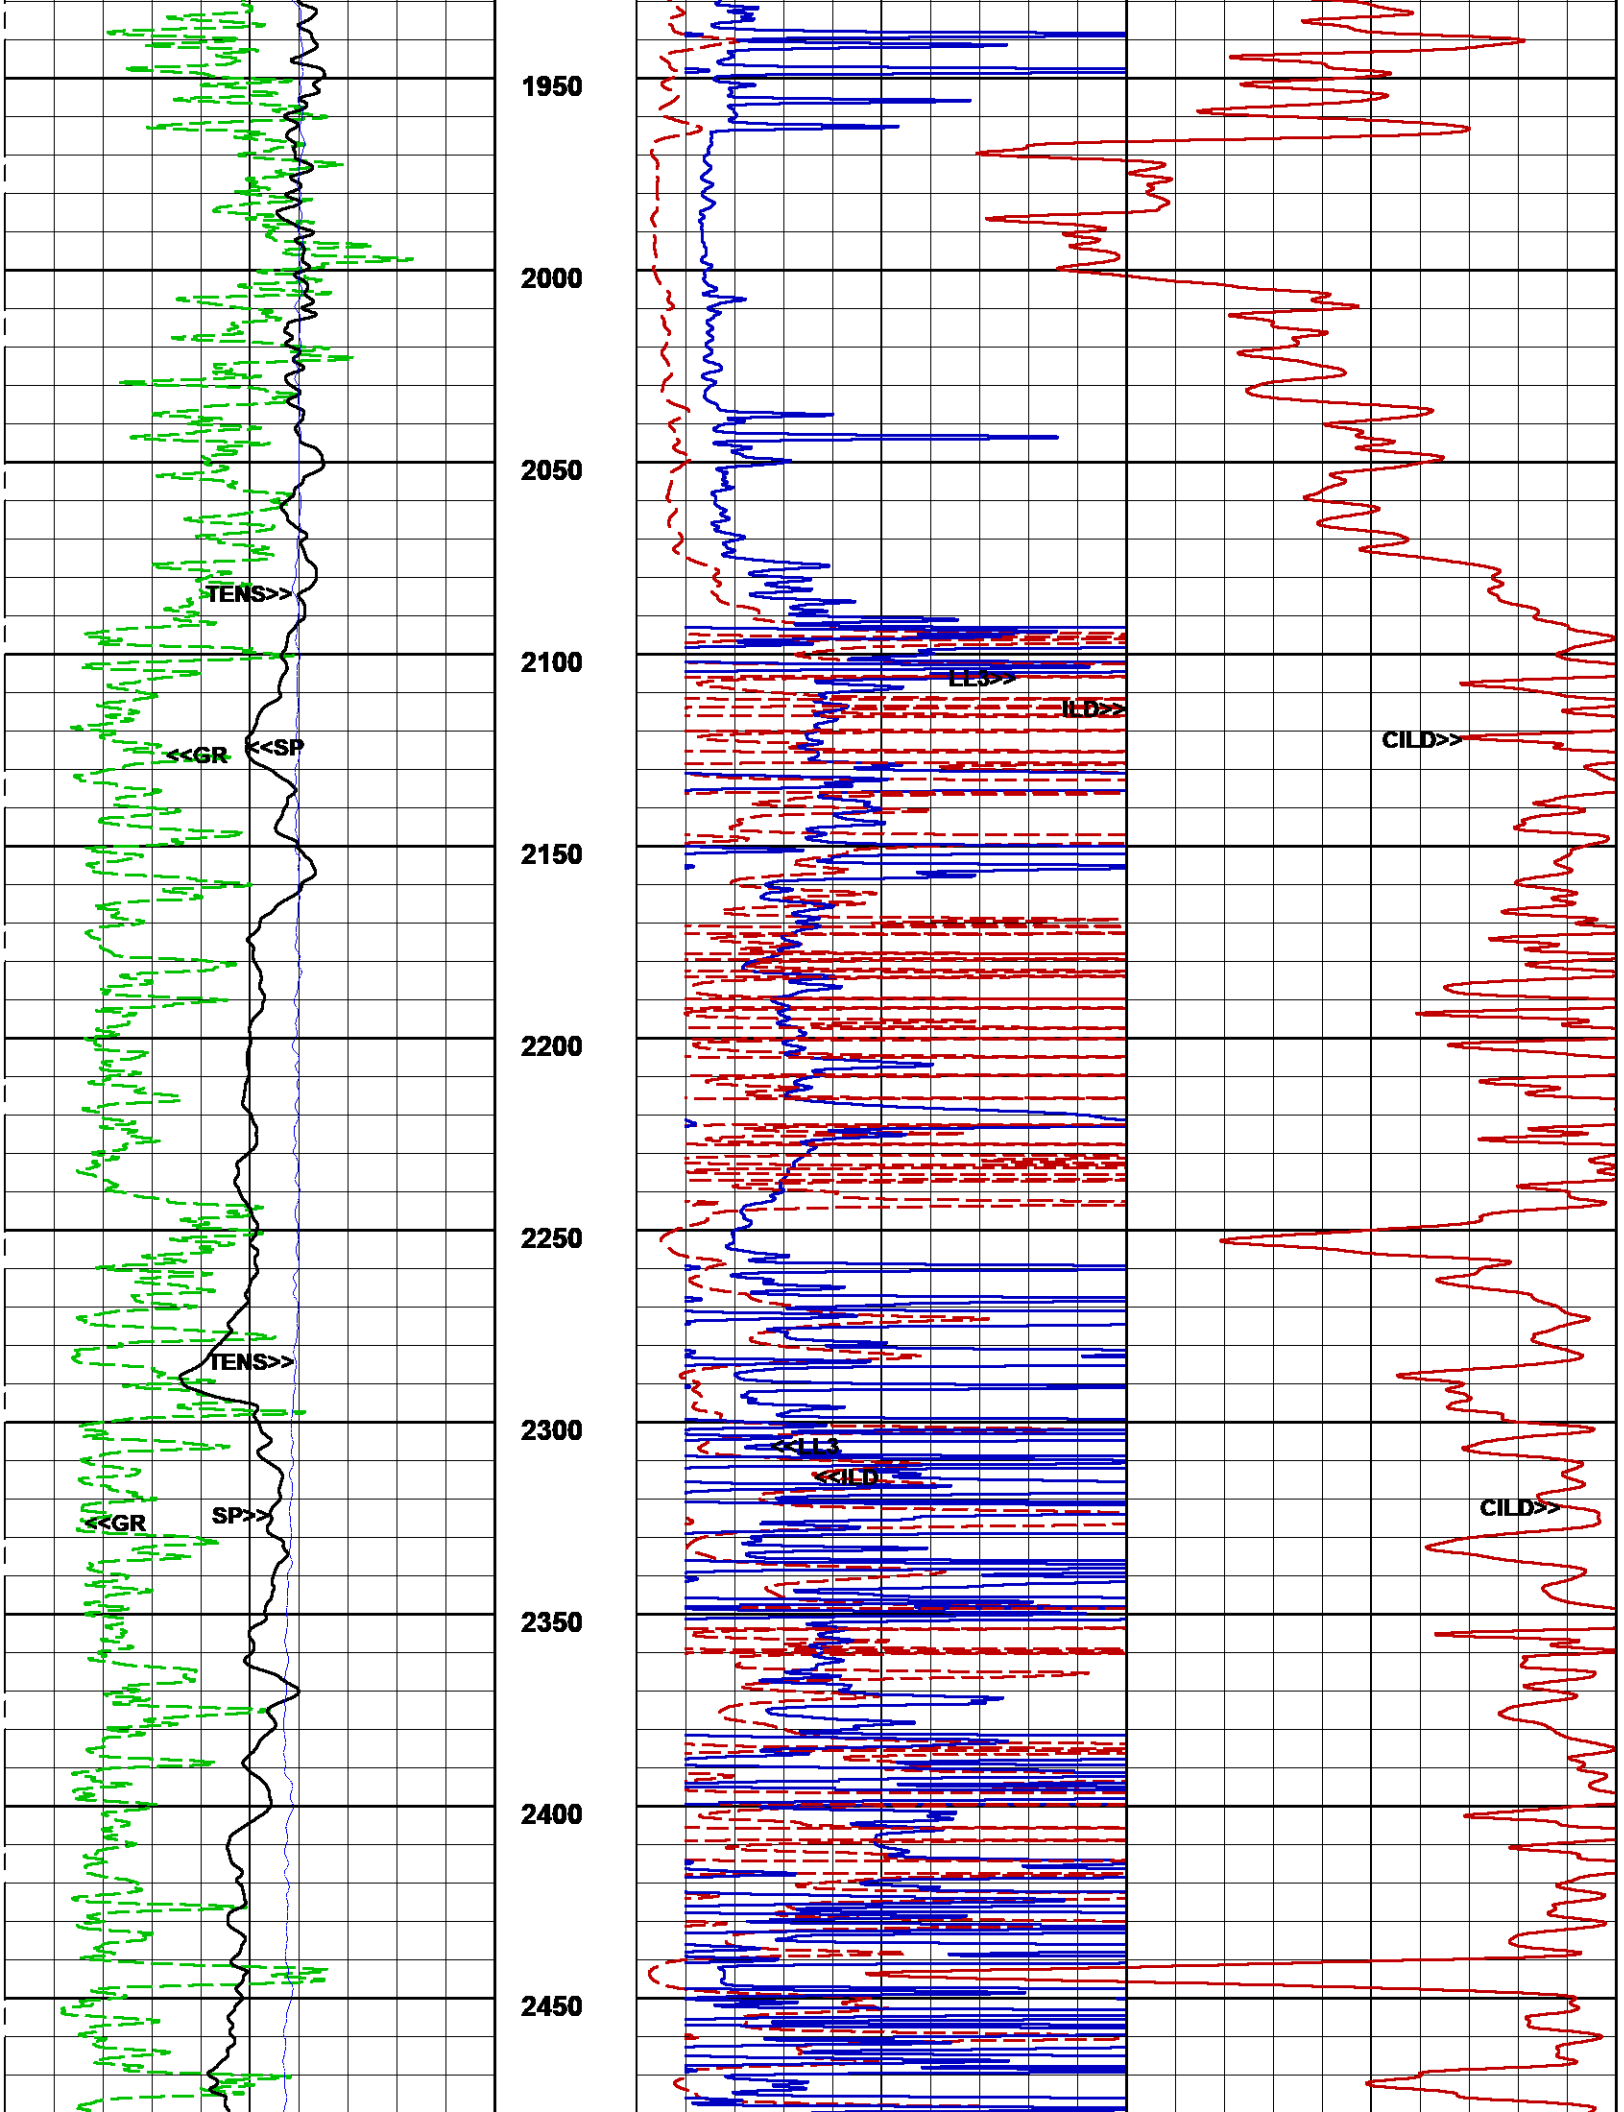 1950
2000
2050
TENS>>
2100
LL3>>
ILD>>
CILD>>
<<SP
<<GR
2150
2200
2250
TENS>>
2300
<<LL3
<<ILD
CILD>>
SP>>
<<GR
2350
2400
2450